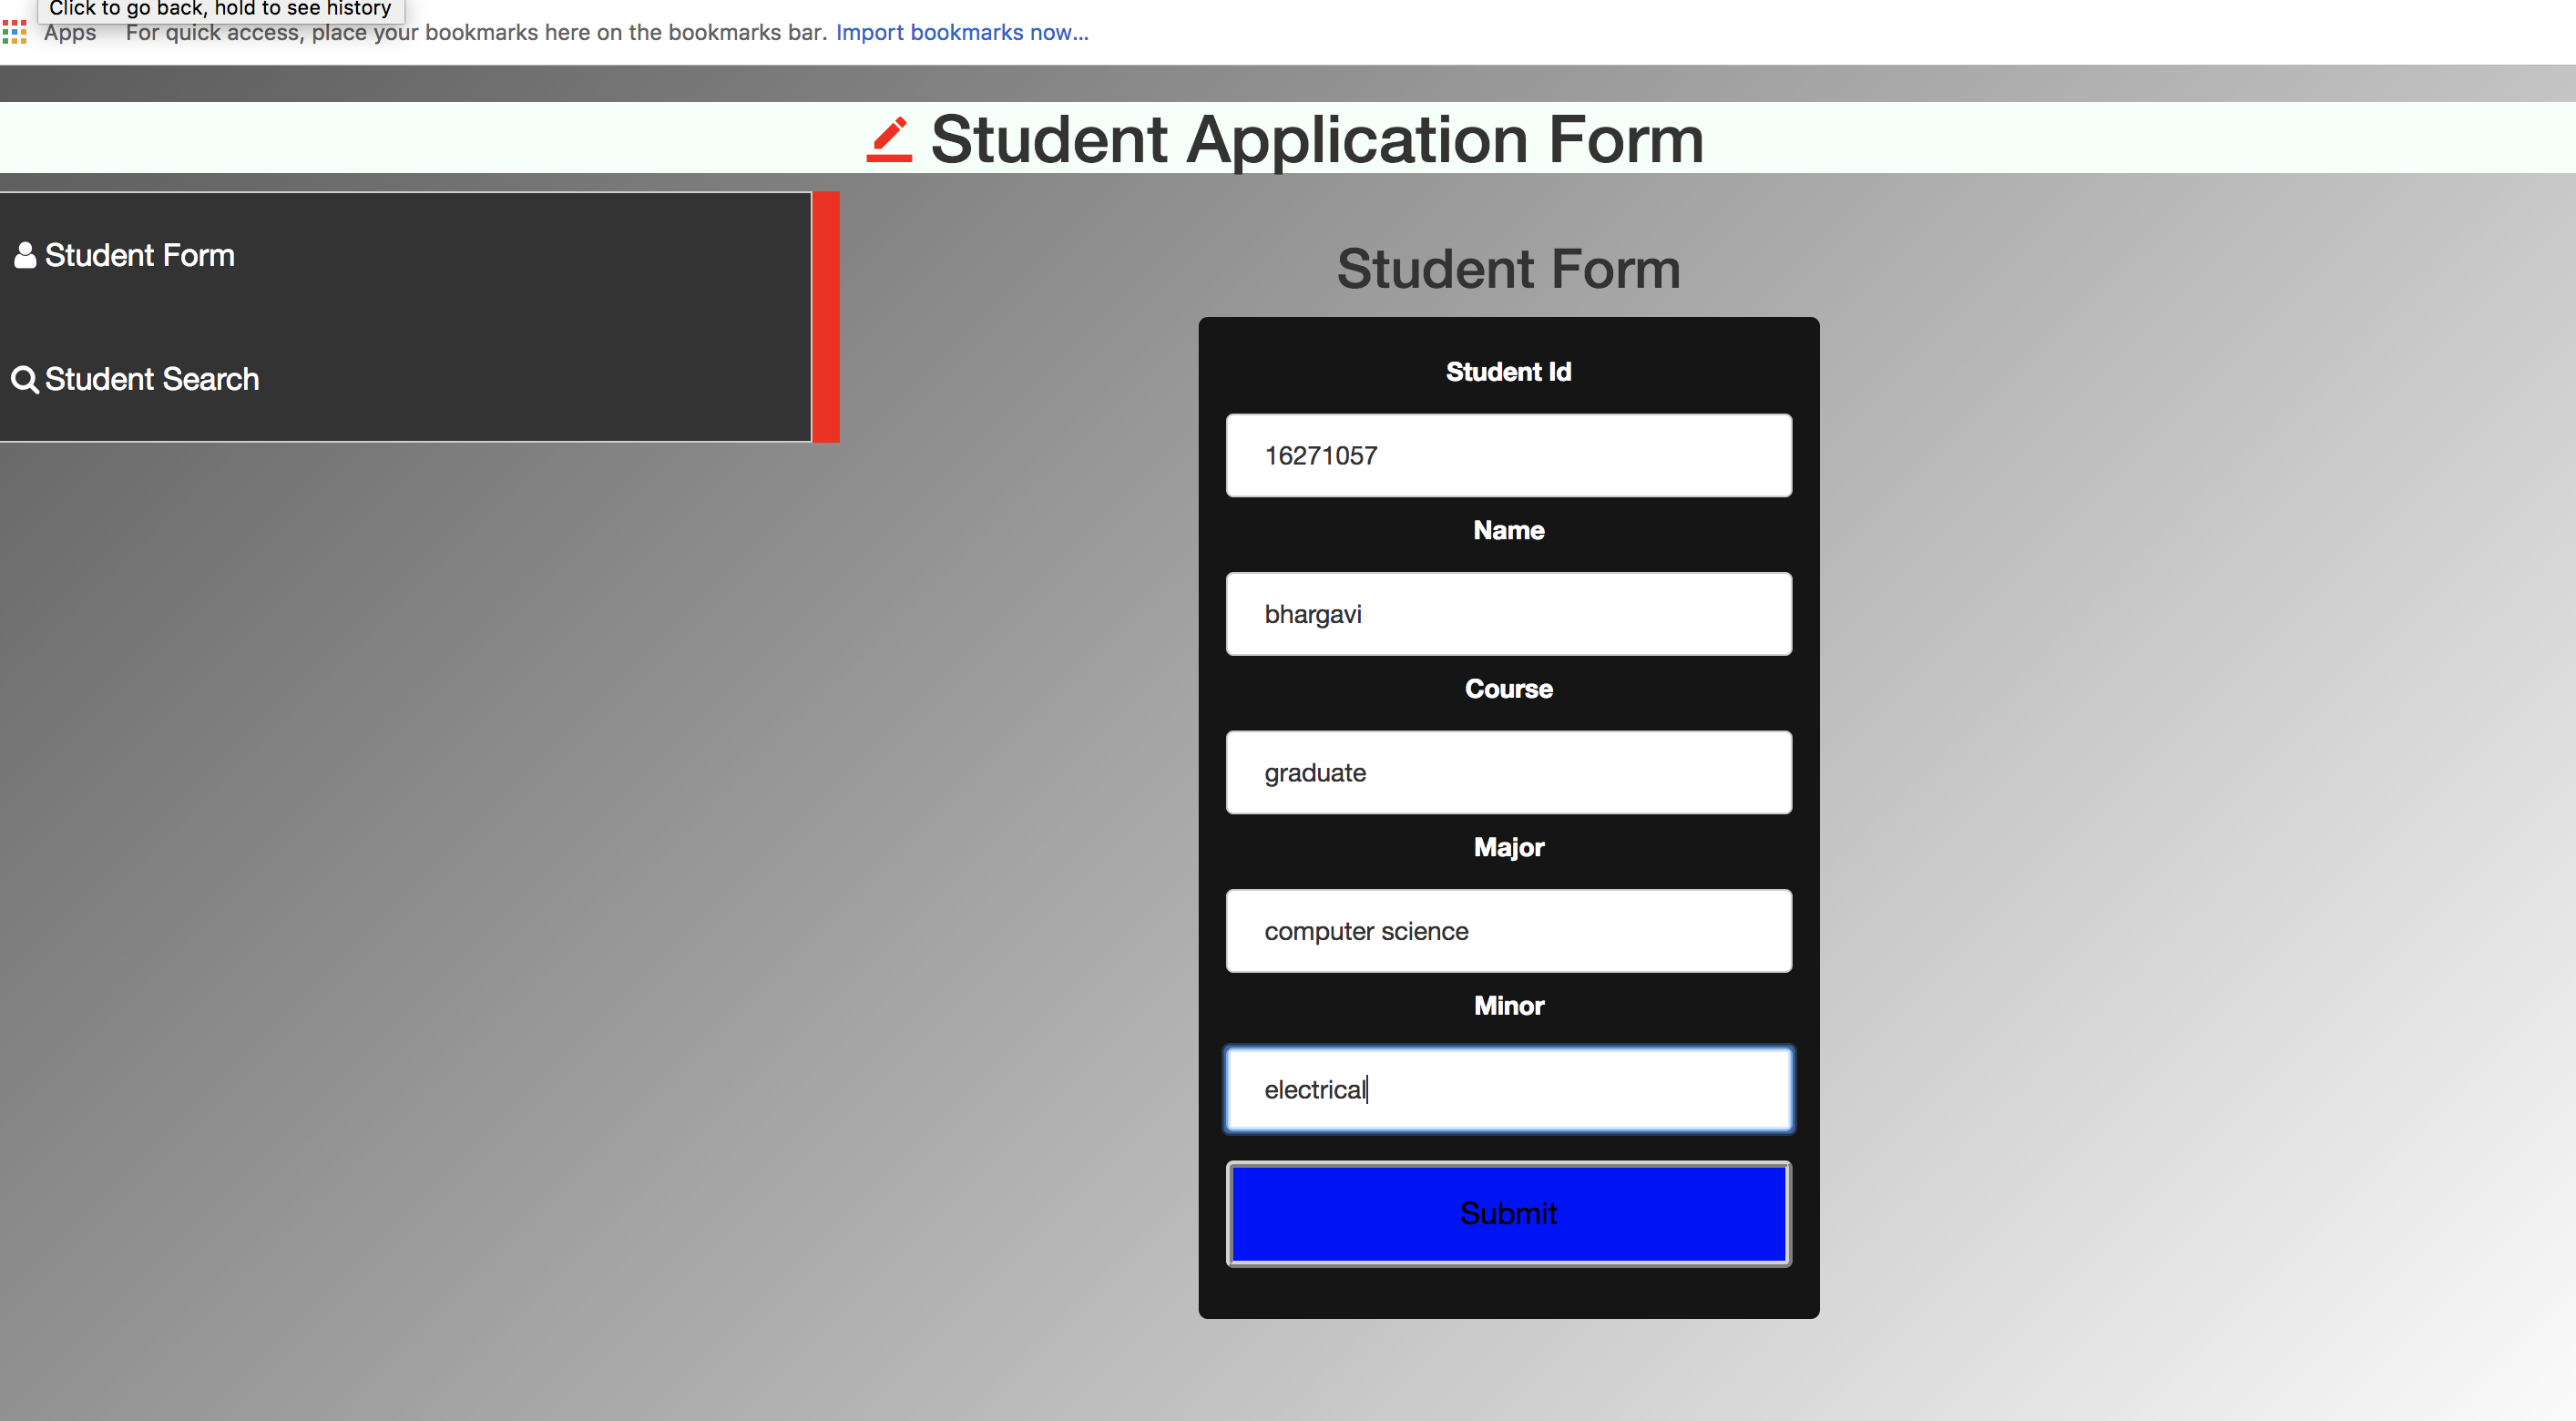 Click to go back, hold to see history
Apps For quick access, place your bookmarks here on the bookmarks bar. Import bookmarks now...
Student Application Form
Student Form
Student Search
Student Form
Student Id
16271057
Name
bhargavi
Course
graduate
Major
computer science
Minor
electrical
Submit